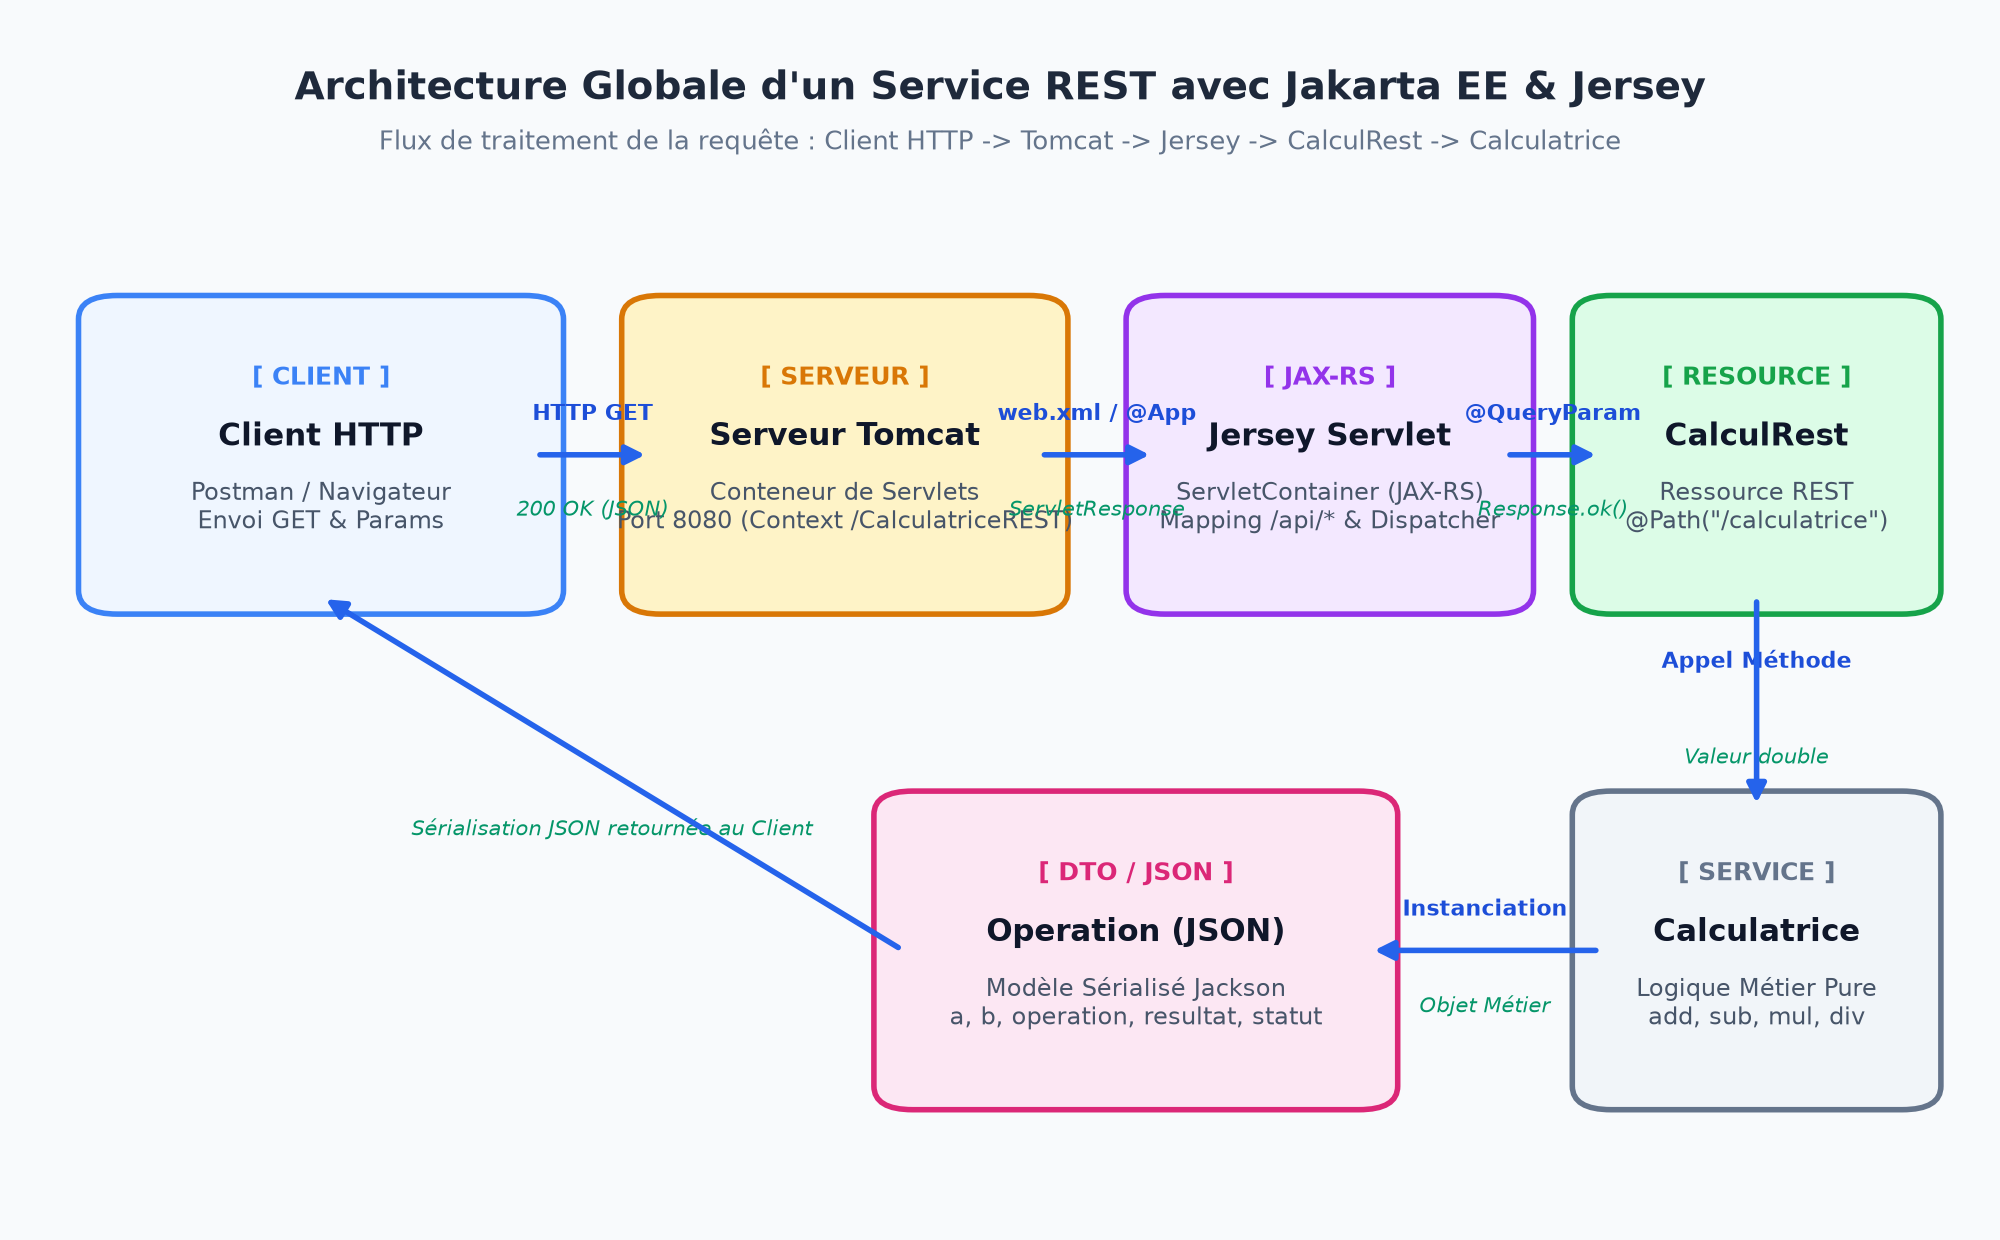 Architecture Globale d'un Service REST avec Jakarta EE & Jersey
Flux de traitement de la requête : Client HTTP -> Tomcat -> Jersey -> CalculRest -> Calculatrice
[ CLIENT ]
Client HTTP
Postman / Navigateur
Envoi GET & Params
HTTP GET
200 OK (JSON)
[ SERVEUR ]
Serveur Tomcat
Conteneur de Servlets
Port 8080 (Context /CalculatriceREST)
web.xml / @App
ServletResponse
[ JAX-RS ]
Jersey Servlet
ServletContainer (JAX-RS)
Mapping /api/* & Dispatcher
@QueryParam
Response.ok()
[ RESOURCE ]
CalculRest
Ressource REST
@Path("/calculatrice")
Appel Méthode
Valeur double
Sérialisation JSON retournée au Client
[ DTO / JSON ]
Operation (JSON)
Modèle Sérialisé Jackson
a, b, operation, resultat, statut
Instanciation
Objet Métier
[ SERVICE ]
Calculatrice
Logique Métier Pure
add, sub, mul, div